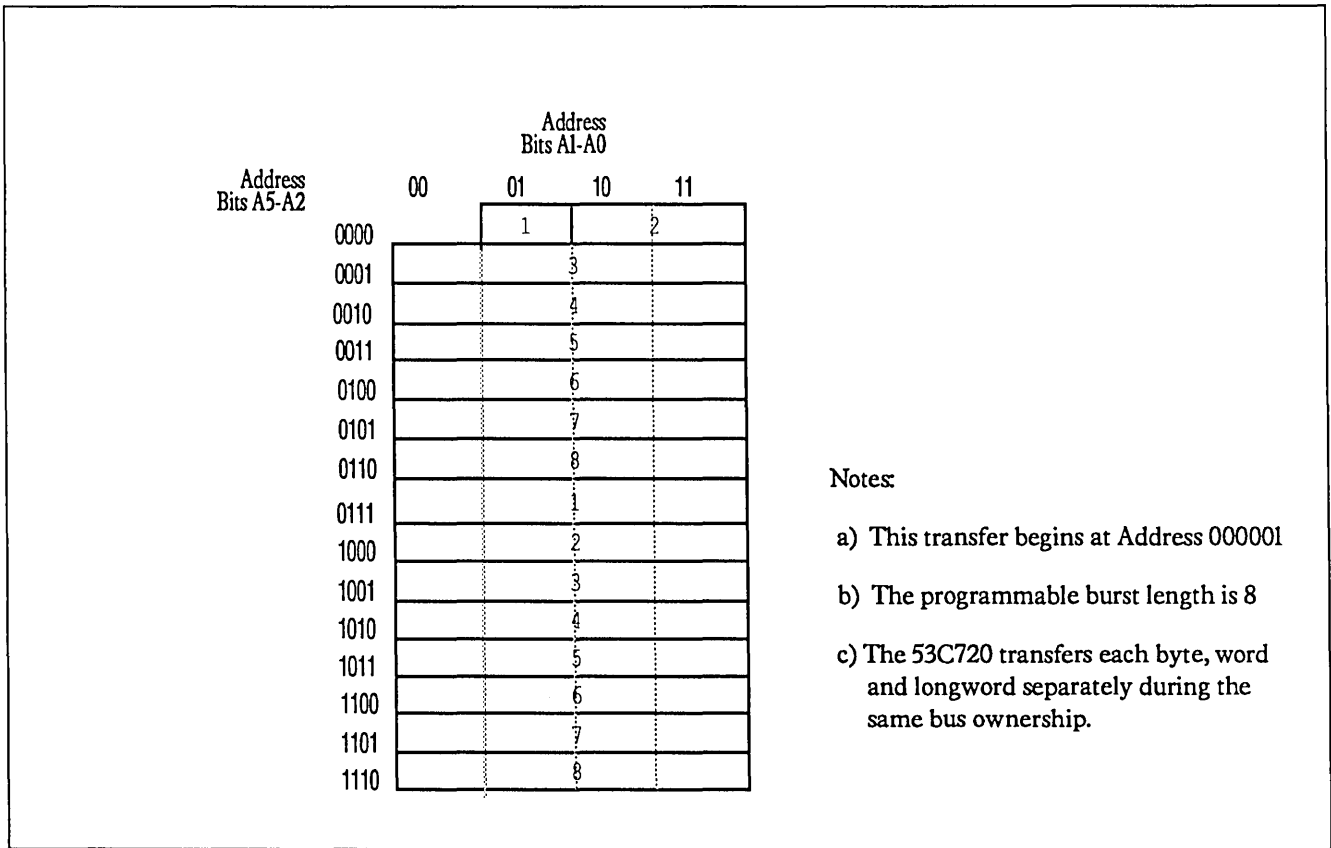 Address
Bits A1-A0
Address
Bits A5-A2
00 01 10 11
0000 1 2
0001 3
0010 4
0011 5
0100 6
0101 7
0110 8
0111 1
1000 2
1001 3
1010 4
1011 5
1100 6
1101 7
1110 8
Notes:
a) This transfer begins at Address 000001
b) The programmable burst length is 8
c) The 53C720 transfers each byte, word
and longword separately during the
same bus ownership.